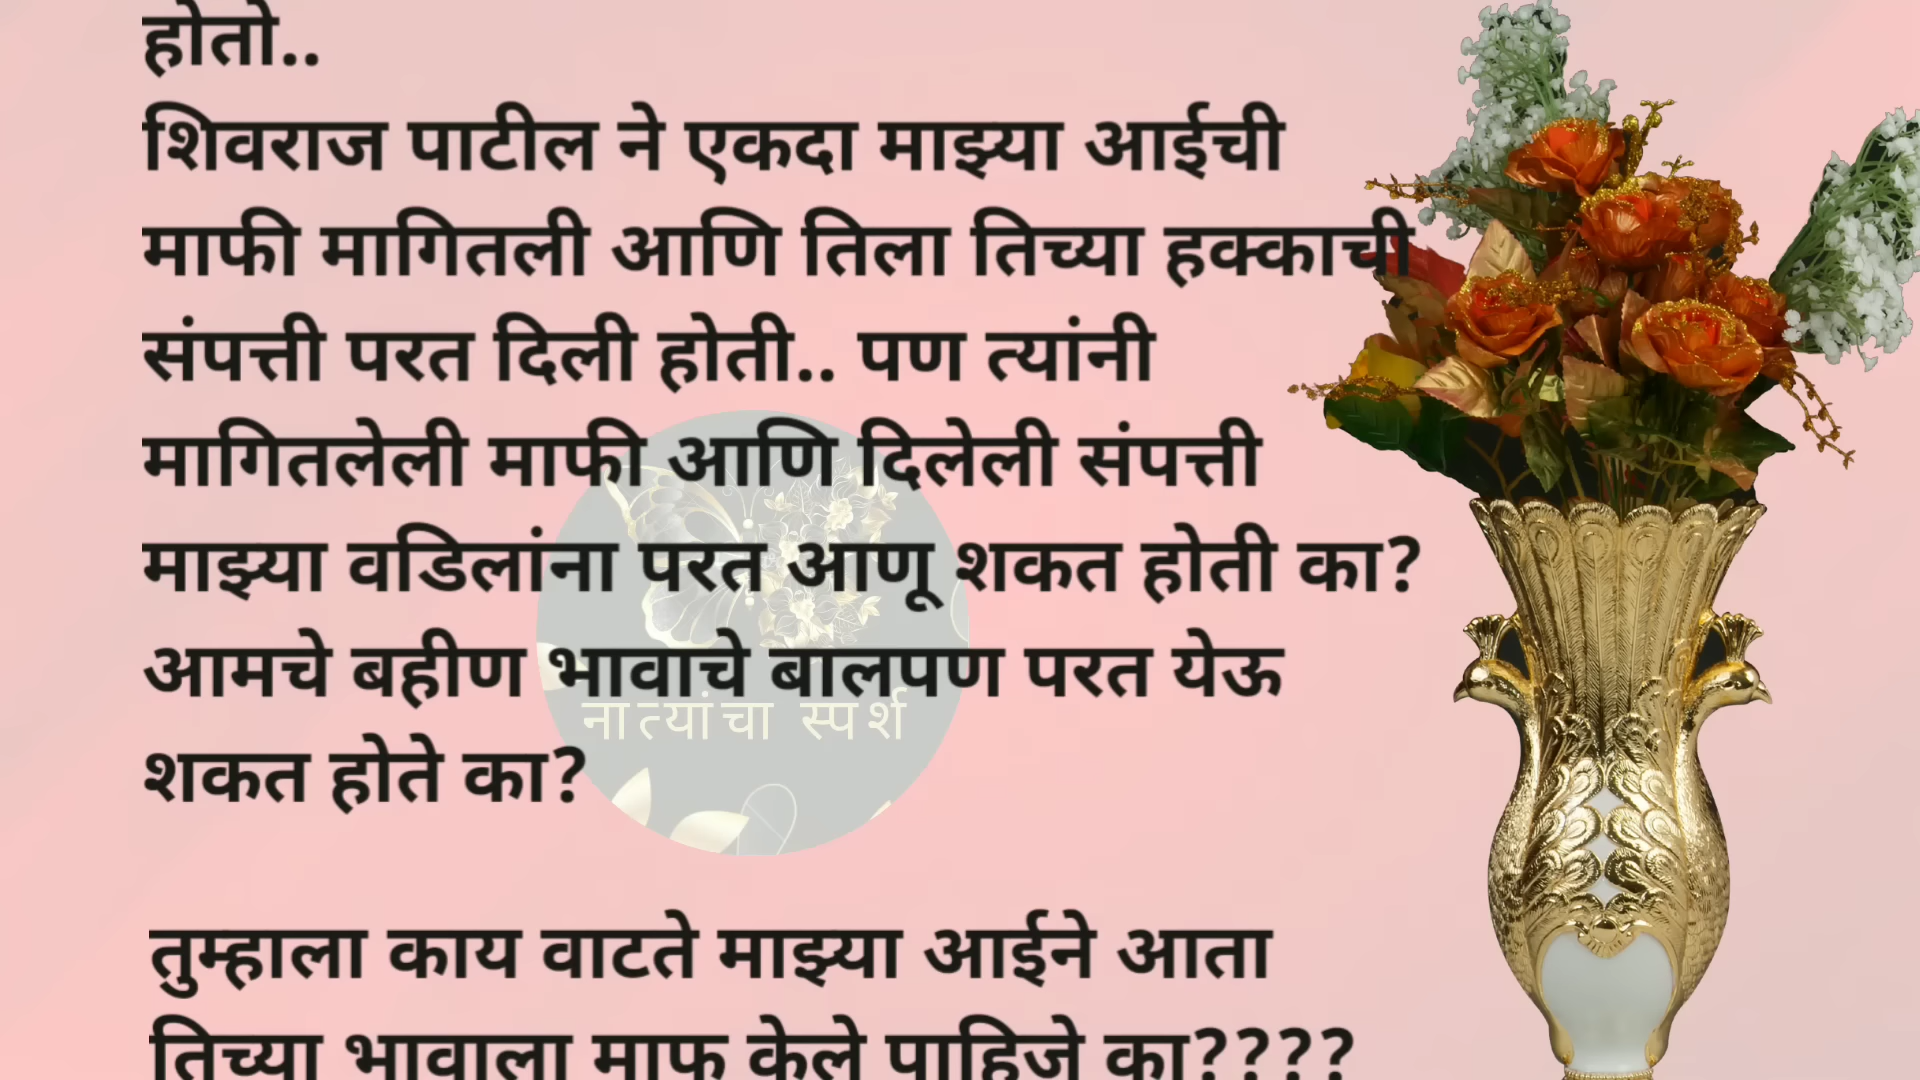 होतो..
शिवराज पाटील ने एकदा माझ्या आईची
माफी मागितली आणि तिला तिच्या हक्काची
संपत्ती परत दिली होती.. पण त्यांनी
मागितलेली माफी आणि दिलेली संपत्ती
माझ्या वडिलांना परत आणू शकत होती का?
आमचे बहीण भावाचे बालपण परत येऊ
नात्यांचा स्पर्श
शकत होते का?
तुम्हाला काय वाटते माझ्या आईने आता
तिच्या भावाला माफ केले पाहिजे का????